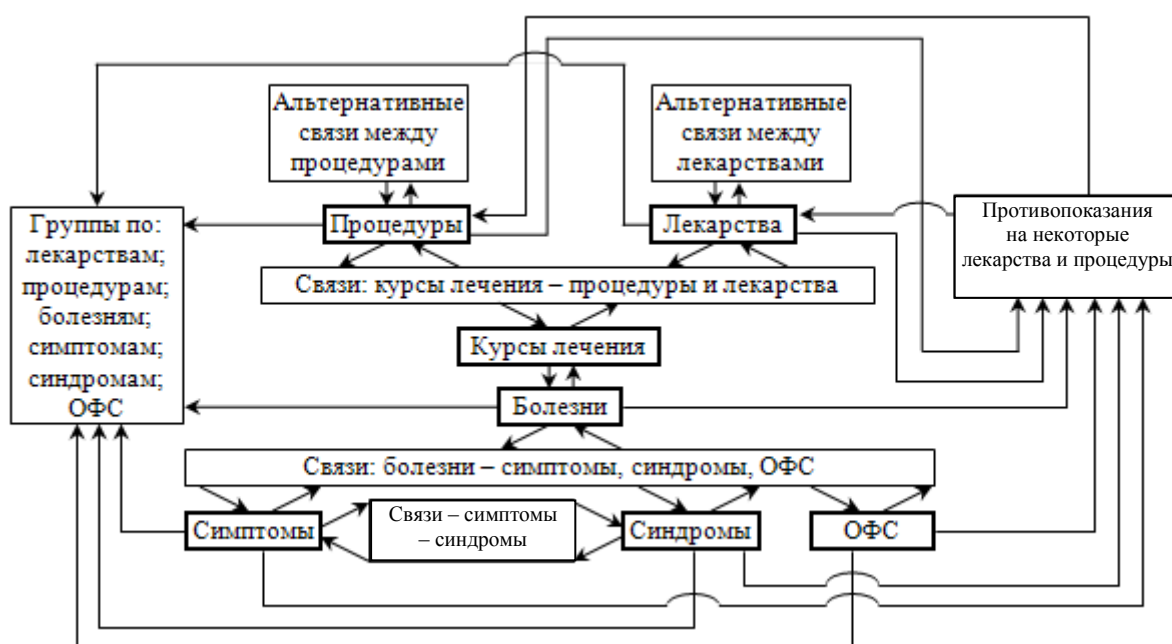 Альтернативные
связи между
процедурами
Альтернативные
связи между
лекарствами
Группы по:
лекарствам;
процедурам;
болезням;
симптомам;
синдромам;
ОФС
Процедуры
Лекарства
Противопоказания
на некоторые
лекарства и процедуры
Связи: курсы лечения – процедуры и лекарства
Курсы лечения
Болезни
Связи: болезни – симптомы, синдромы, ОФС
Симптомы
Связи – симптомы
– синдромы
Синдромы
ОФС